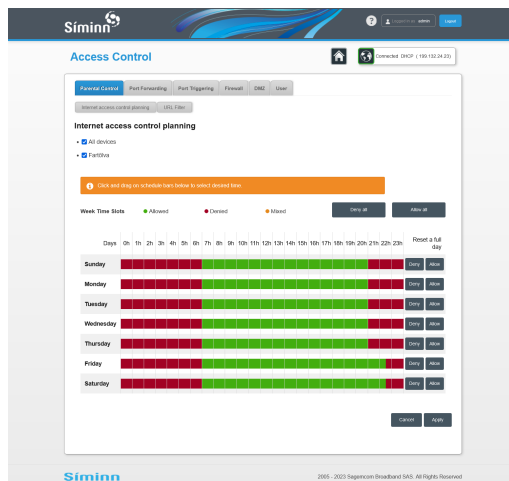 Síminn
Logged in as admin Logout
Access Control
Connected DHCP ( 199.132.24.23)
Parental Control Port Forwarding Port Triggering Firewall DMZ User
Internet access control planning URL Filter
Internet access control planning
All devices
Fartölva
Click and drag on schedule bars below to select desired time.
Week Time Slots Allowed Denied Mixed Deny all Allow all
Days 0h 1h 2h 3h 4h 5h 6h 7h 8h 9h 10h 11h 12h 13h 14h 15h 16h 17h 18h 19h 20h 21h 22h 23h Reset a full day
Sunday Deny Allow
Monday Deny Allow
Tuesday Deny Allow
Wednesday Deny Allow
Thursday Deny Allow
Friday Deny Allow
Saturday Deny Allow
Cancel Apply
Síminn
2005 - 2023 Sagemcom Broadband SAS. All Rights Reserved